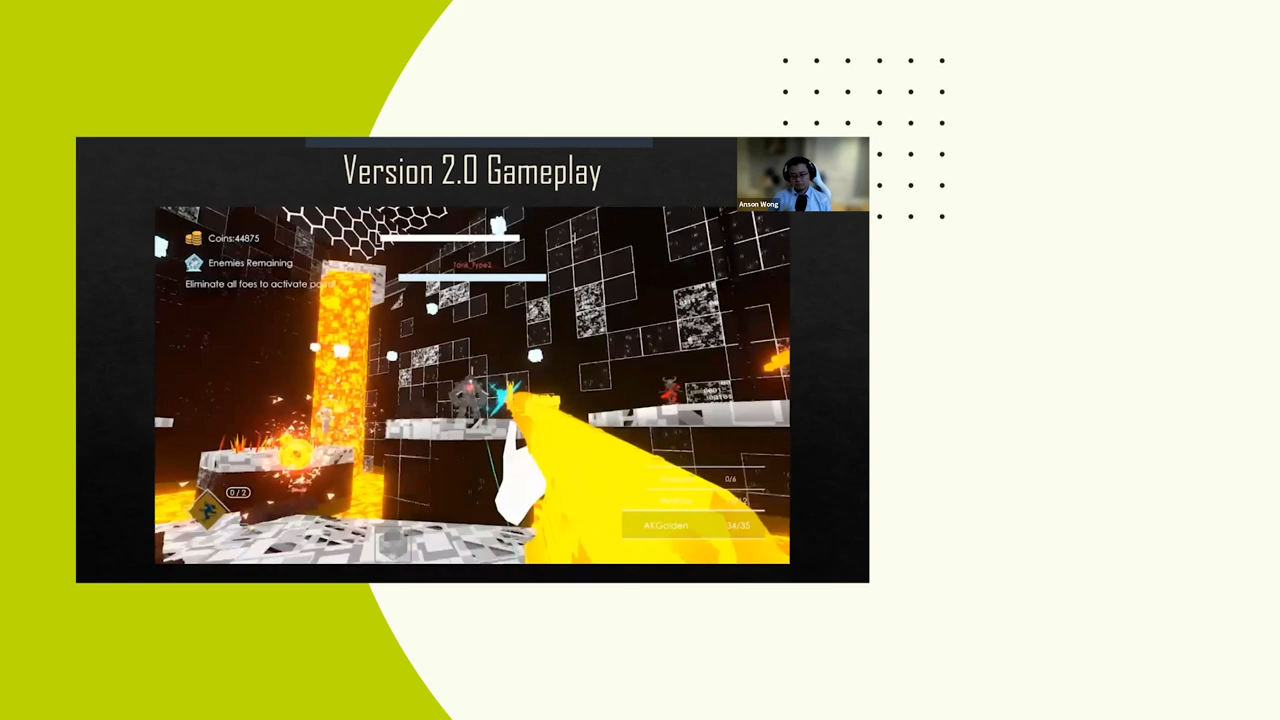 Version 2.0 Gameplay
Anson Wong
Coins:44875
Enemies Remaining
Eliminate all foes to activate
Tank_Type3
0/2
0/6
AKGolden 34/35